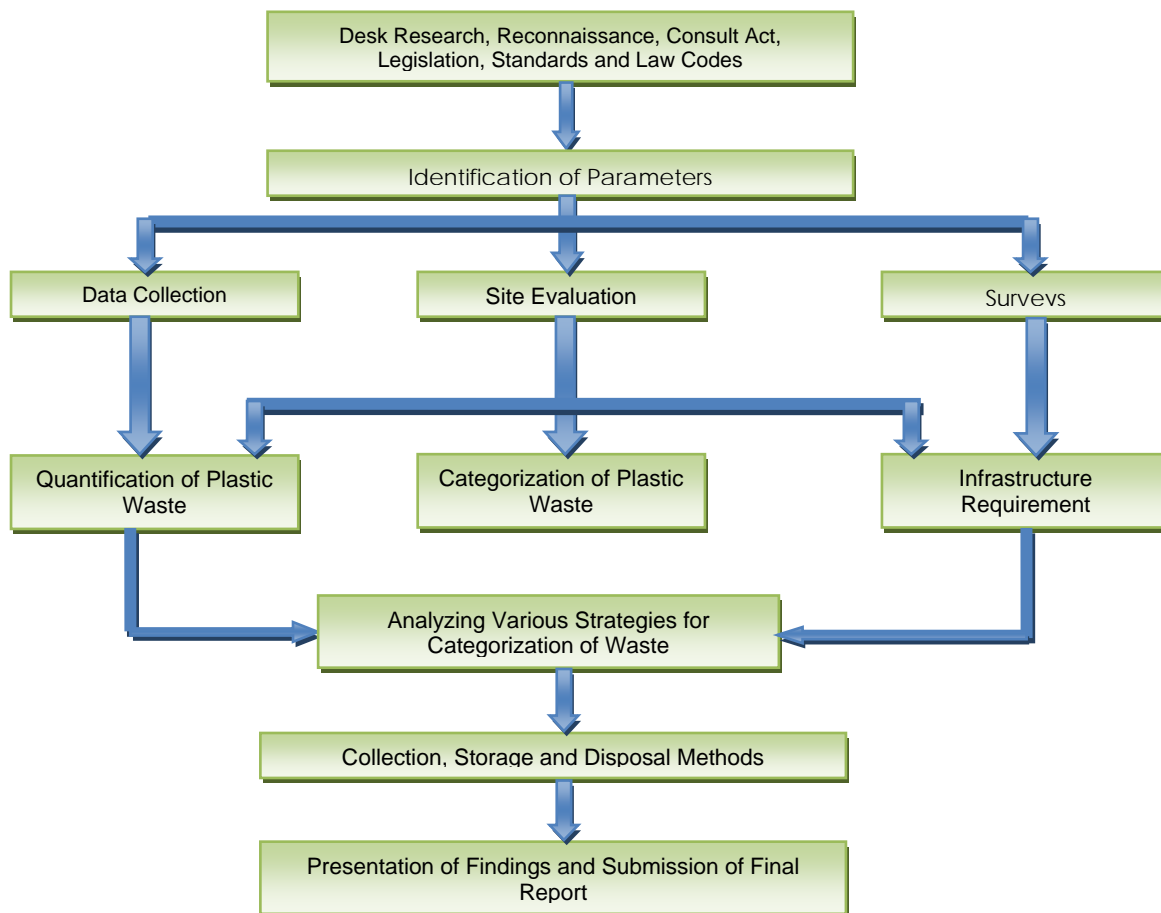 Desk Research, Reconnaissance, Consult Act,
Legislation, Standards and Law Codes
Identification of Parameters
Data Collection
Site Evaluation
Surveys
Quantification of Plastic
Waste
Categorization of Plastic
Waste
Infrastructure
Requirement
Analyzing Various Strategies for
Categorization of Waste
Collection, Storage and Disposal Methods
Presentation of Findings and Submission of Final
Report